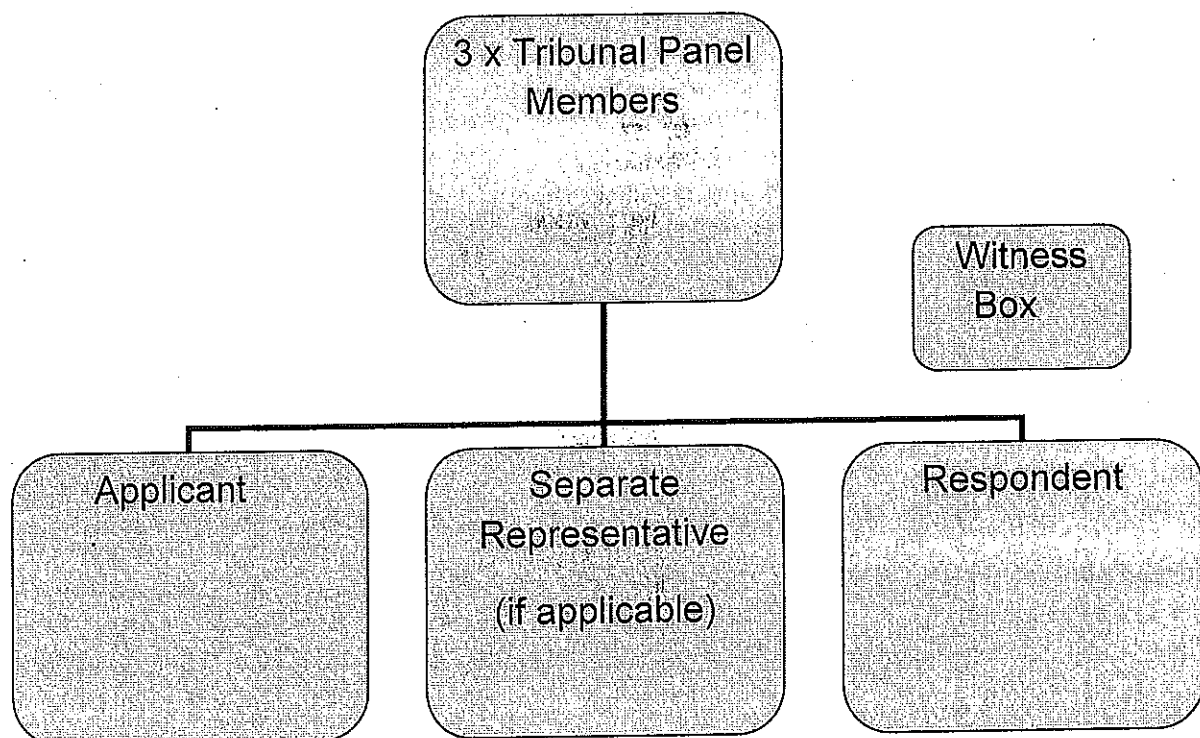 3 x Tribunal Panel
Members
Witness
Box
Applicant
Separate
Representative
(if applicable)
Respondent